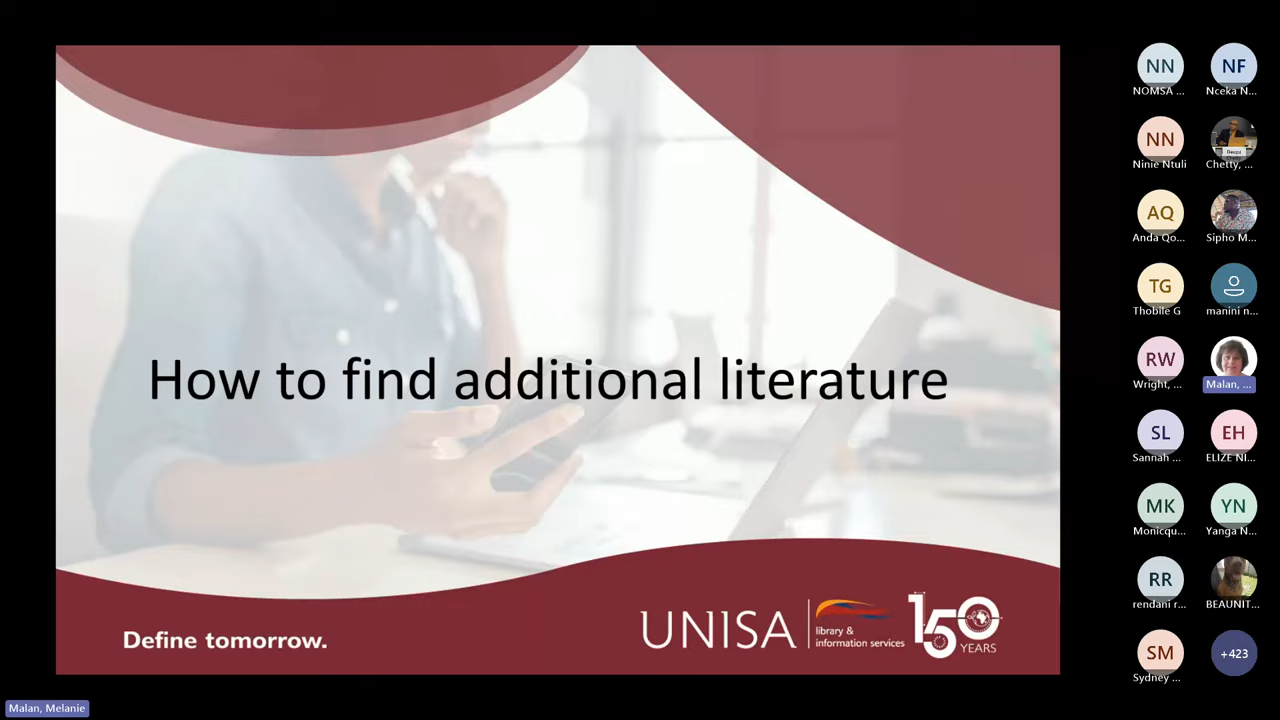 How to find additional literature
Define tomorrow.
UNISA
library &
information services
150
YEARS
NN
NOMSA ...
NF
Nceka N...
NN
Ninie Ntuli
Chetty, ...
AQ
Anda Qo...
Sipho M...
TG
Thobile G
manini n...
RW
Wright, ...
Malan, ...
SL
Sannah ...
EH
ELIZE NI...
MK
Monicqu...
YN
Yanga N...
RR
rendani r...
BEAUNIT...
SM
Sydney ...
+423
Malan, Melanie